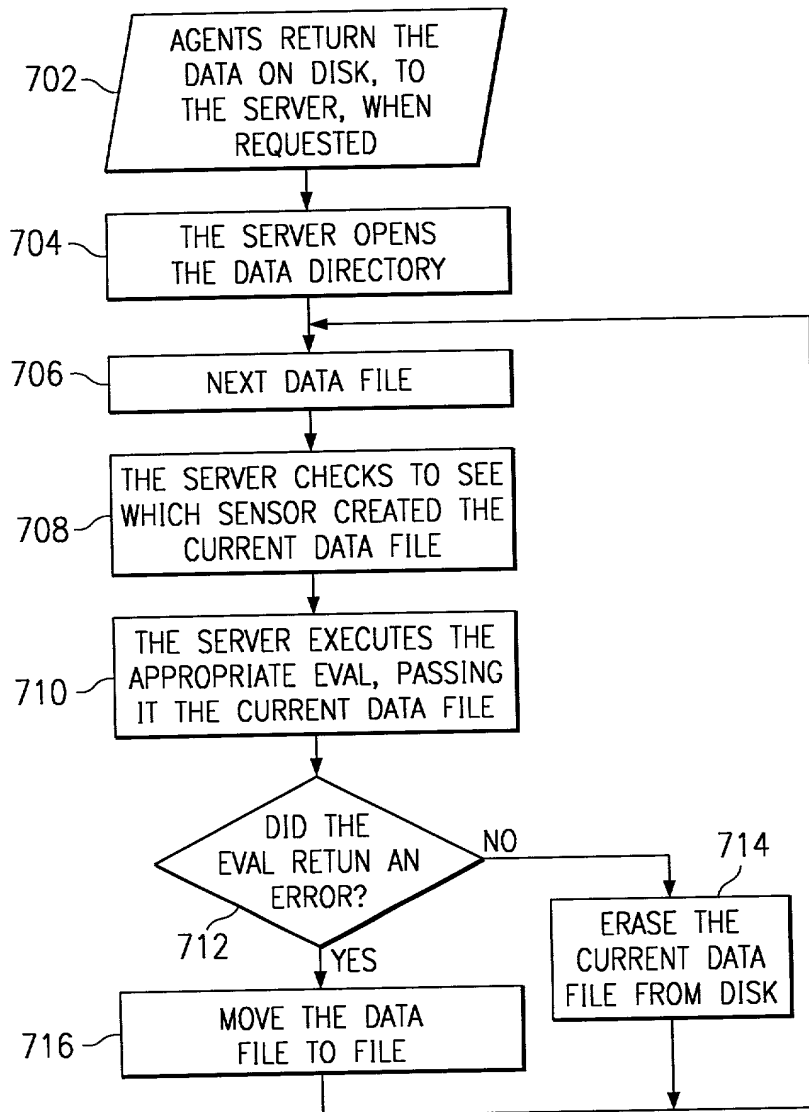 702
AGENTS RETURN THE
DATA ON DISK, TO
THE SERVER, WHEN
REQUESTED
704
THE SERVER OPENS
THE DATA DIRECTORY
706
NEXT DATA FILE
708
THE SERVER CHECKS TO SEE
WHICH SENSOR CREATED THE
CURRENT DATA FILE
710
THE SERVER EXECUTES THE
APPROPRIATE EVAL, PASSING
IT THE CURRENT DATA FILE
DID THE
EVAL RETUN AN
ERROR?
712
NO
YES
714
ERASE THE
CURRENT DATA
FILE FROM DISK
716
MOVE THE DATA
FILE TO FILE